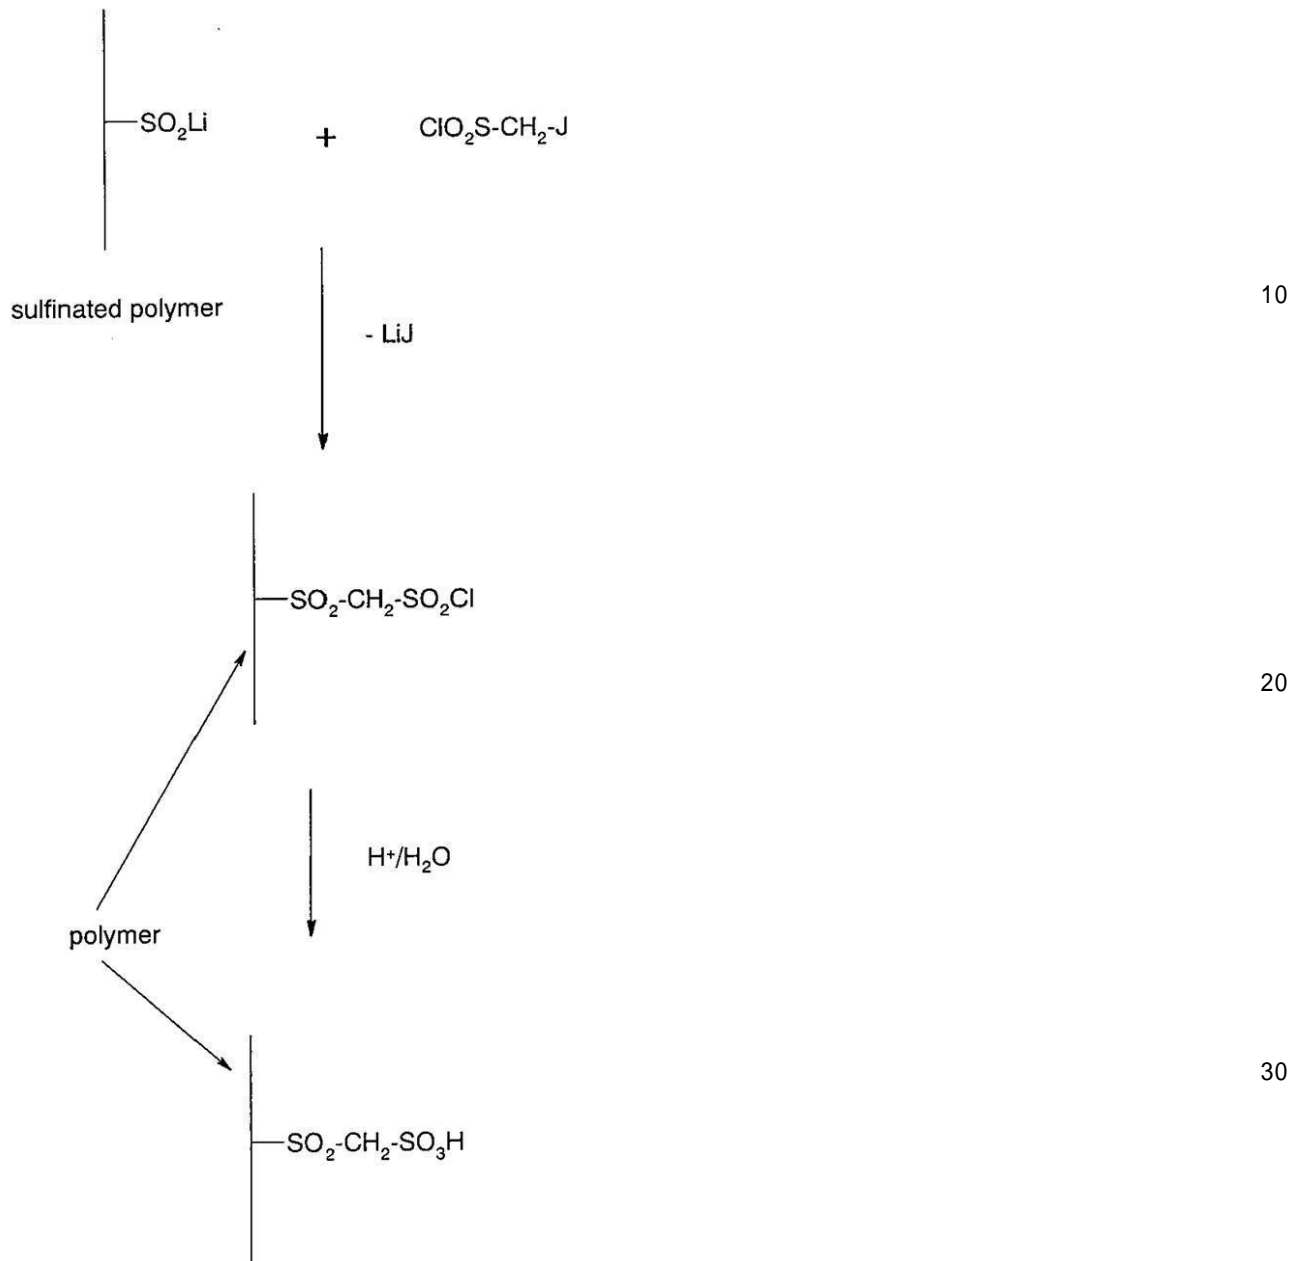 SO₂Li + ClO₂S-CH₂-J
sulfinated polymer
10
- LiJ
SO₂-CH₂-SO₂Cl
20
H⁺/H₂O
polymer
30
SO₂-CH₂-SO₃H